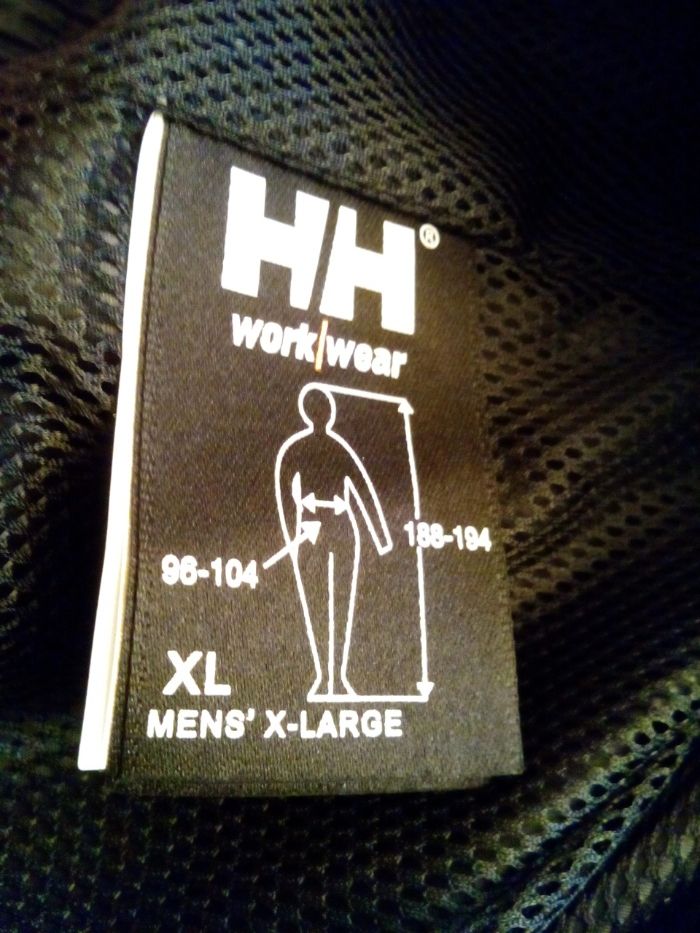 HH®
work/wear
188-194
96-104
XL
MENS' X-LARGE